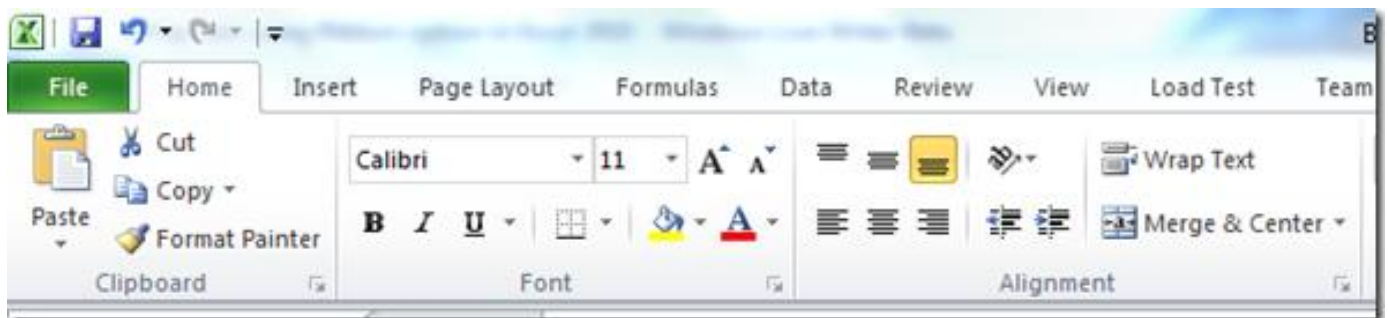 B
File Home Insert Page Layout Formulas Data Review View Load Test Team
Cut
Copy
Paste
Format Painter
Clipboard
Calibri 11 A A
B I U A
Font
Wrap Text
Merge & Center
Alignment